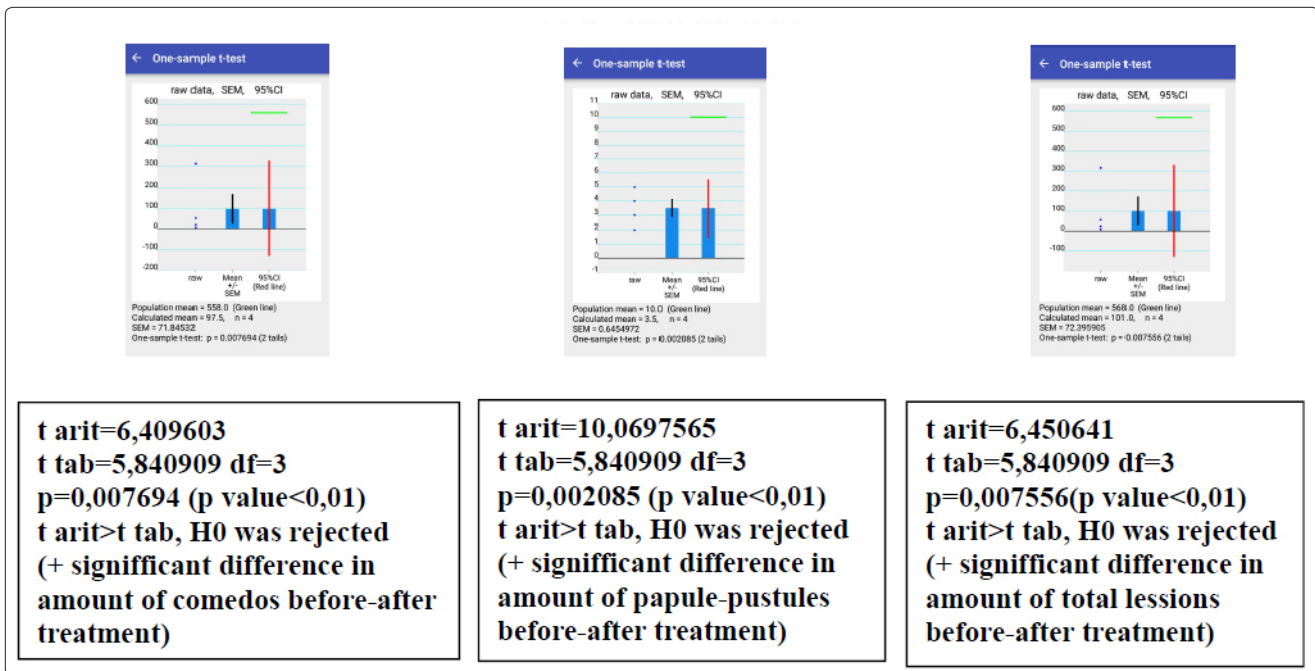 ← One-sample t-test
raw data, SEM, 95%CI
600
500
400
300
200
100
0
-100
-200
raw
Mean
+/-
SEM
95%CI
(Red line)
Population mean = 558.0 (Green line)
Calculated mean = 97.5, n = 4
SEM = 71.84532
One-sample t-test: p = 0.007694 (2 tails)
← One-sample t-test
raw data, SEM, 95%CI
11
10
9
8
7
6
5
4
3
2
1
0
-1
raw
Mean
+/-
SEM
95%CI
(Red line)
Population mean = 10.0 (Green line)
Calculated mean = 3.5, n = 4
SEM = 0.6454972
One-sample t-test: p = 0.002085 (2 tails)
← One-sample t-test
raw data, SEM, 95%CI
600
500
400
300
200
100
0
-100
raw
Mean
+/-
SEM
95%CI
(Red line)
Population mean = 568.0 (Green line)
Calculated mean = 101.0, n = 4
SEM = 72.395905
One-sample t-test: p = 0.007556 (2 tails)
t arit=6,409603
t tab=5,840909 df=3
p=0,007694 (p value<0,01)
t arit>t tab, H0 was rejected
(+ signifficant difference in
amount of comedos before-after
treatment)
t arit=10,0697565
t tab=5,840909 df=3
p=0,002085 (p value<0,01)
t arit>t tab, H0 was rejected
(+ signifficant difference in
amount of papule-pustules
before-after treatment)
t arit=6,450641
t tab=5,840909 df=3
p=0,007556(p value<0,01)
t arit>t tab, H0 was rejected
(+ signifficant difference in
amount of total lessions
before-after treatment)